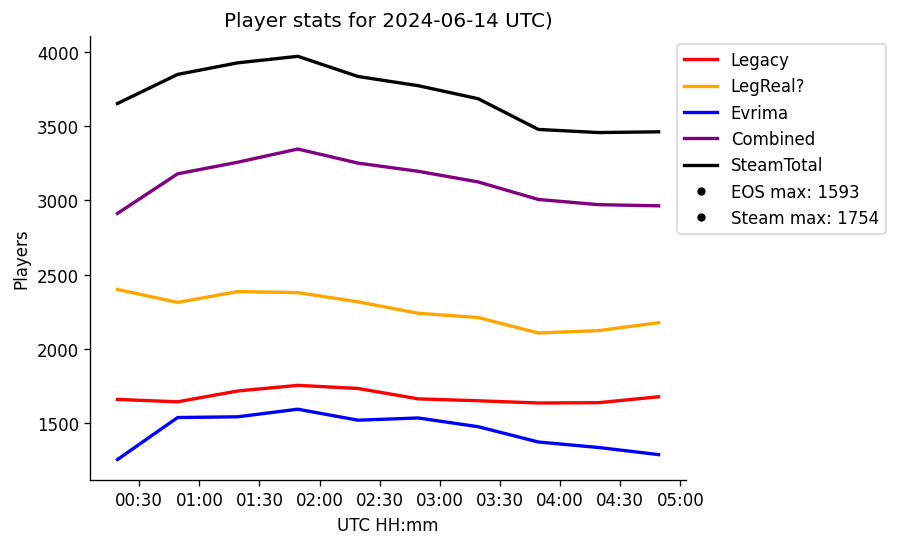 Player stats for 2024-06-14 UTC)
4000
3500
3000
2500
2000
1500
Players
00:30 01:00 01:30 02:00 02:30 03:00 03:30 04:00 04:30 05:00
UTC HH:mm
Legacy
LegReal?
Evrima
Combined
SteamTotal
EOS max: 1593
Steam max: 1754